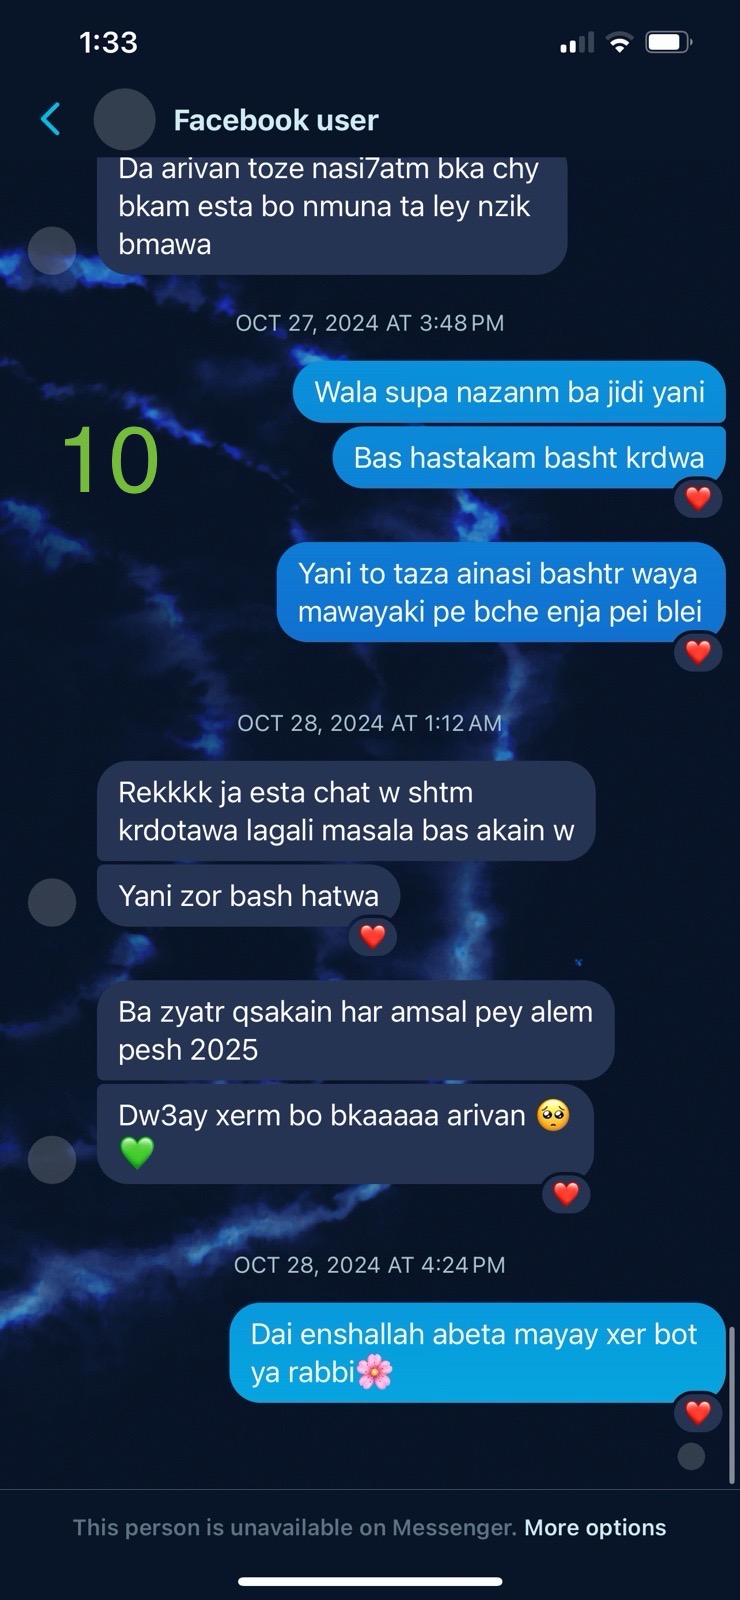 1:33
Facebook user
Da arivan toze nasi7atm bka chy
bkam esta bo nmuna ta ley nzik
bmawa
OCT 27, 2024 AT 3:48 PM
Wala supa nazanm ba jidi yani
10
Bas hastakam basht krdwa
❤️
Yani to taza ainasi bashtr waya
mawayaki pe bche enja pei blei
❤️
OCT 28, 2024 AT 1:12 AM
Rekkkk ja esta chat w shtm
krdotawa lagali masala bas akain w
Yani zor bash hatwa
❤️
Ba zyatr qsakain har amsal pey alem
pesh 2025
Dw3ay xerm bo bkaaaaa arivan 🥺
💚
❤️
OCT 28, 2024 AT 4:24 PM
Dai enshallah abeta mayay xer bot
ya rabbi🌸
❤️
This person is unavailable on Messenger. More options